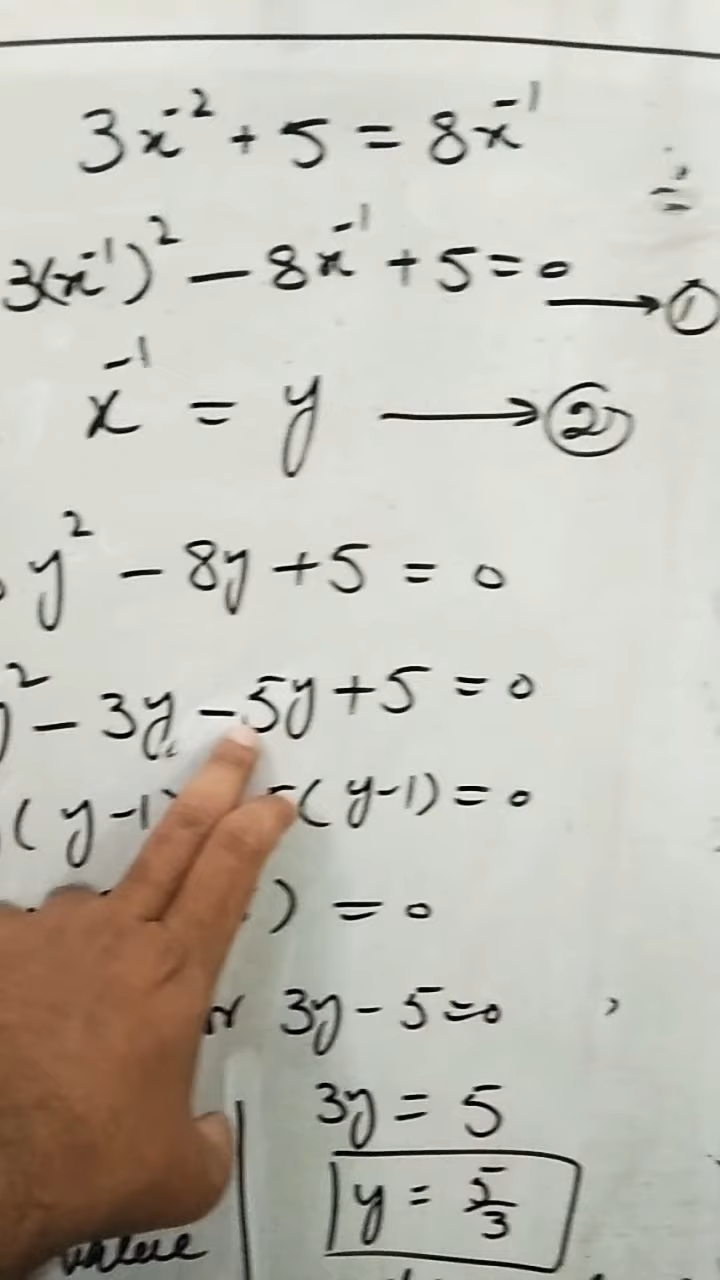 3x⁻² + 5 = 8x⁻¹
3(x⁻¹)² − 8x⁻¹ + 5 = 0 ⟶ ①
x⁻¹ = y ⟶ ②
y² − 8y + 5 = 0
² − 3y − 5y + 5 = 0
(y−1) (y−1) = 0
) = 0
3y − 5 = 0
3y = 5
y = 5/3
value